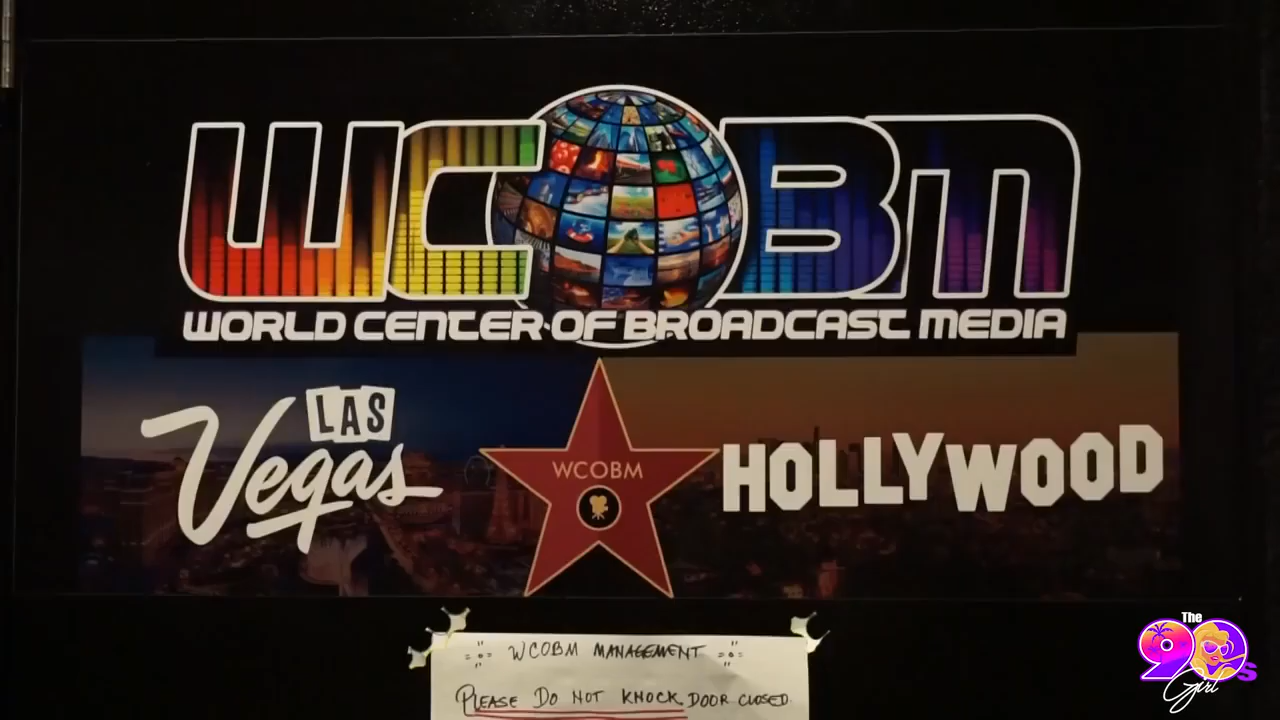 WCOBM
WORLD CENTER OF BROADCAST MEDIA
LAS
Vegas
WCOBM
HOLLYWOOD
WCOBM MANAGEMENT
PLEASE DO NOT KNOCK DOOR CLOSED.
The
90s
Girl